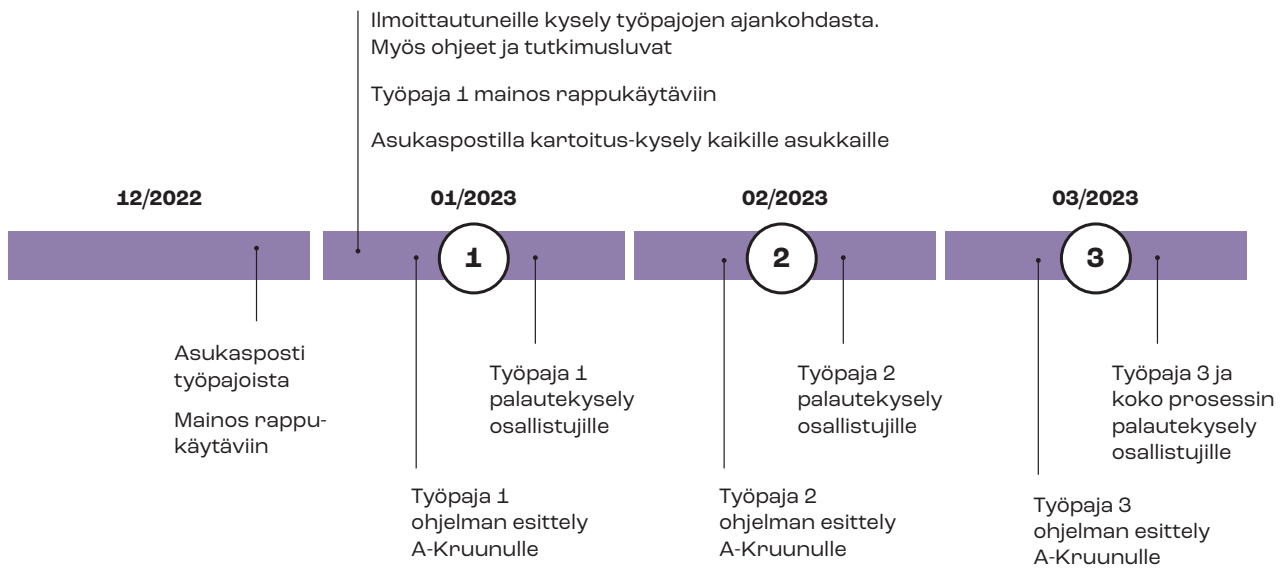 Ilmoittautuneille kysely työpajojen ajankohdasta.
Myös ohjeet ja tutkimusluvat
Työpaja 1 mainos rappukäytäviin
Asukaspostilla kartoitus-kysely kaikille asukkaille
12/2022
01/2023
02/2023
03/2023
1
2
3
Asukasposti
työpajoista
Mainos rappu-
käytäviin
Työpaja 1
palautekysely
osallistujille
Työpaja 2
palautekysely
osallistujille
Työpaja 3 ja
koko prosessin
palautekysely
osallistujille
Työpaja 1
ohjelman esittely
A-Kruunulle
Työpaja 2
ohjelman esittely
A-Kruunulle
Työpaja 3
ohjelman esittely
A-Kruunulle